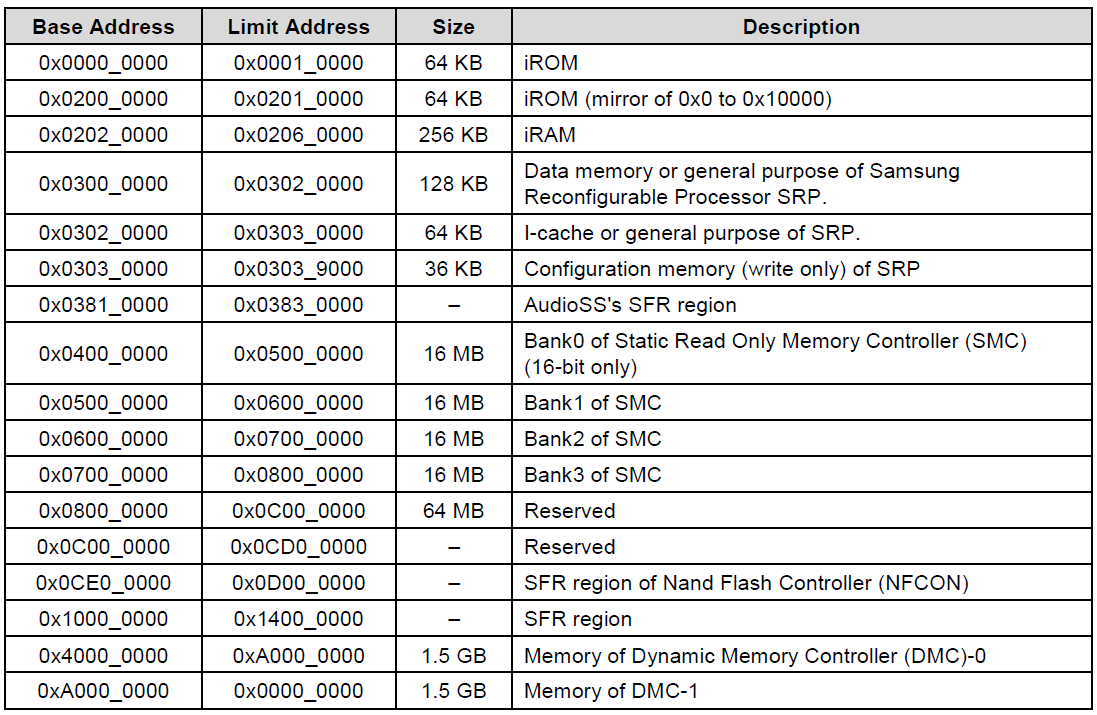 Base Address Limit Address Size Description
0x0000_0000 0x0001_0000 64 KB iROM
0x0200_0000 0x0201_0000 64 KB iROM (mirror of 0x0 to 0x10000)
0x0202_0000 0x0206_0000 256 KB iRAM
0x0300_0000 0x0302_0000 128 KB Data memory or general purpose of Samsung
Reconfigurable Processor SRP.
0x0302_0000 0x0303_0000 64 KB I-cache or general purpose of SRP.
0x0303_0000 0x0303_9000 36 KB Configuration memory (write only) of SRP
0x0381_0000 0x0383_0000 – AudioSS's SFR region
0x0400_0000 0x0500_0000 16 MB Bank0 of Static Read Only Memory Controller (SMC)
(16-bit only)
0x0500_0000 0x0600_0000 16 MB Bank1 of SMC
0x0600_0000 0x0700_0000 16 MB Bank2 of SMC
0x0700_0000 0x0800_0000 16 MB Bank3 of SMC
0x0800_0000 0x0C00_0000 64 MB Reserved
0x0C00_0000 0x0CD0_0000 – Reserved
0x0CE0_0000 0x0D00_0000 – SFR region of Nand Flash Controller (NFCON)
0x1000_0000 0x1400_0000 – SFR region
0x4000_0000 0xA000_0000 1.5 GB Memory of Dynamic Memory Controller (DMC)-0
0xA000_0000 0x0000_0000 1.5 GB Memory of DMC-1